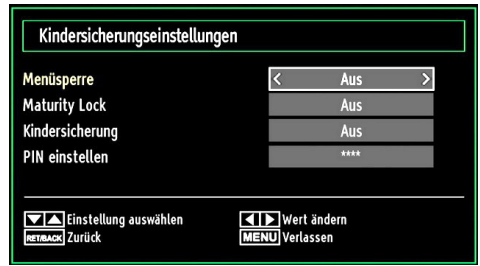 Kindersicherungseinstellungen
Menüsperre < Aus >
Maturity Lock Aus
Kindersicherung Aus
PIN einstellen ****
Einstellung auswählen Wert ändern
RET/BACK Zurück MENU Verlassen